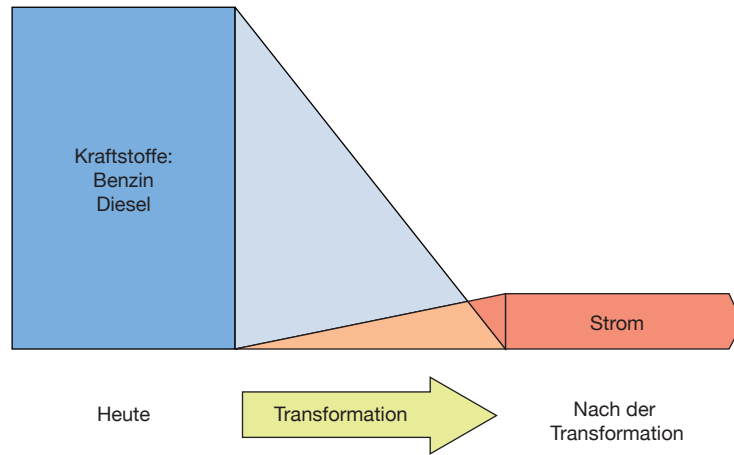 Kraftstoffe:
Benzin
Diesel
Strom
Heute
Transformation
Nach der
Transformation